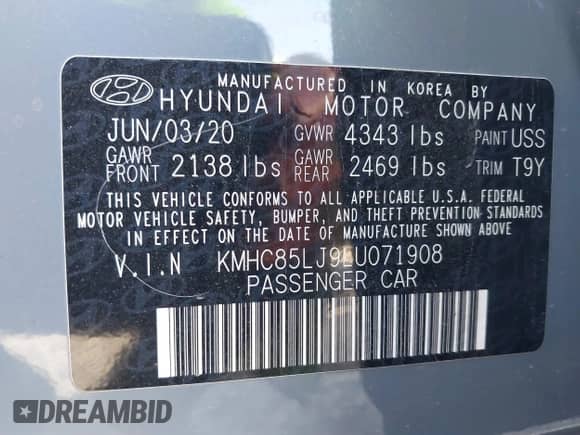 MANUFACTURED IN KOREA BY
HYUNDAI MOTOR COMPANY
JUN/03/20 GVWR 4343 lbs PAINT USS
GAWR FRONT 2138 lbs GAWR REAR 2469 lbs TRIM T9Y
THIS VEHICLE CONFORMS TO ALL APPLICABLE U.S.A. FEDERAL
MOTOR VEHICLE SAFETY, BUMPER, AND THEFT PREVENTION STANDARDS
IN EFFECT ON THE DATE OF MANUFACTURE SHOWN ABOVE
V.I.N KMHC85LJ9LU071908
PASSENGER CAR
DREAMBID